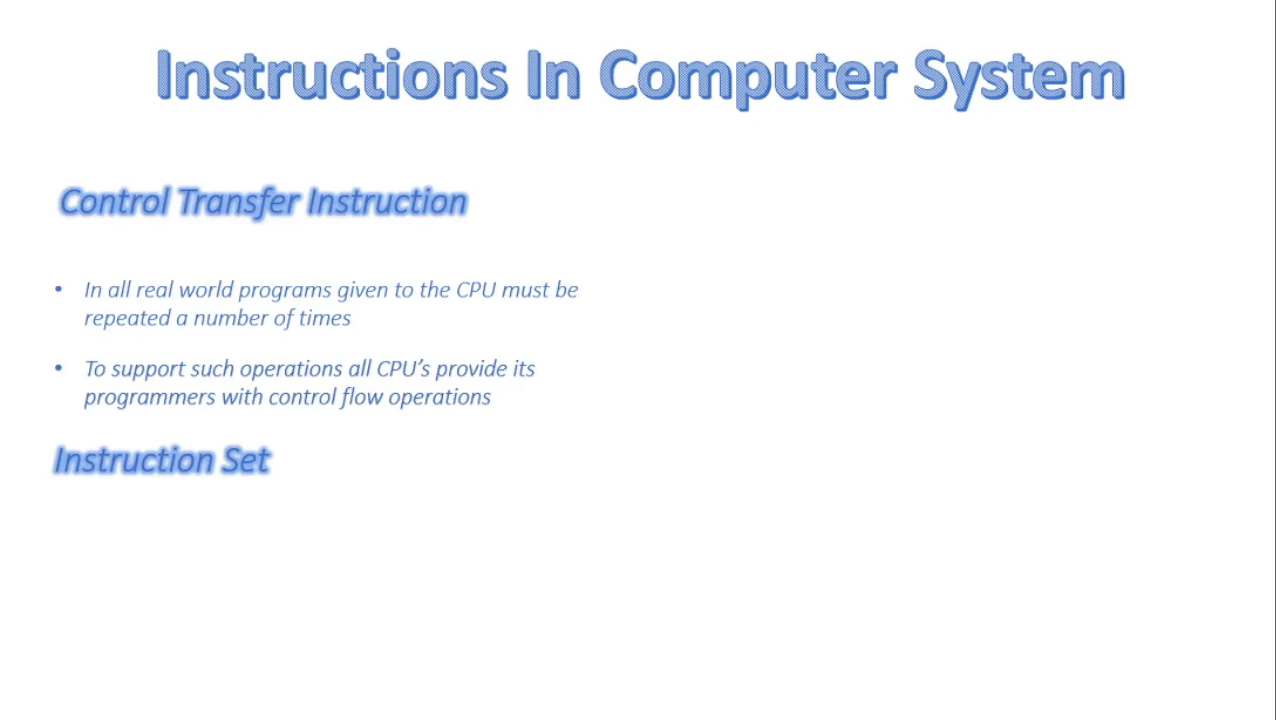 Instructions In Computer System
Control Transfer Instruction
• In all real world programs given to the CPU must be
repeated a number of times
• To support such operations all CPU’s provide its
programmers with control flow operations
Instruction Set